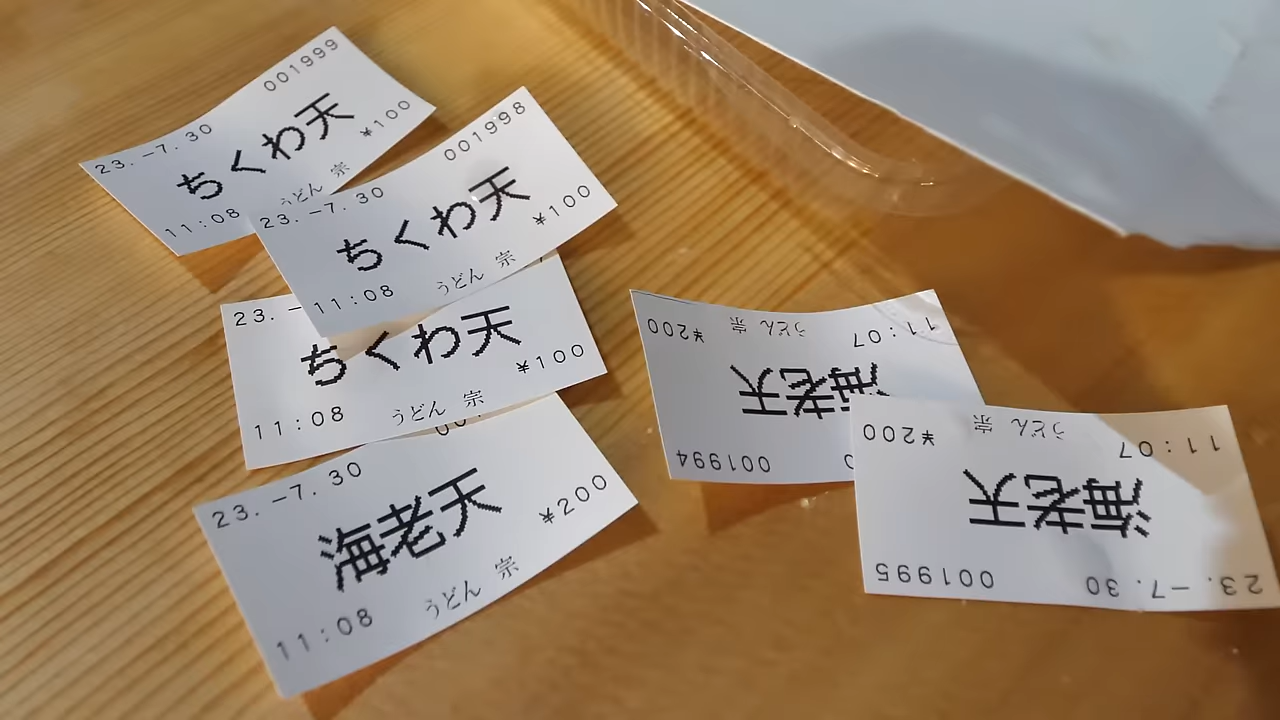 23.-7.30 001999
ちくわ天
¥100
11:08 うどん 宗
23.-7.30 001998
ちくわ天
¥100
11:08 うどん 宗
23.-
ちくわ天
¥100
11:08 うどん 宗
23.-7.30 00
海老天
¥200
11:08 うどん 宗
0 001994
海老天
11:07 うどん 宗 ¥200
23.-7.30 001995
海老天
11:07 うどん 宗 ¥200